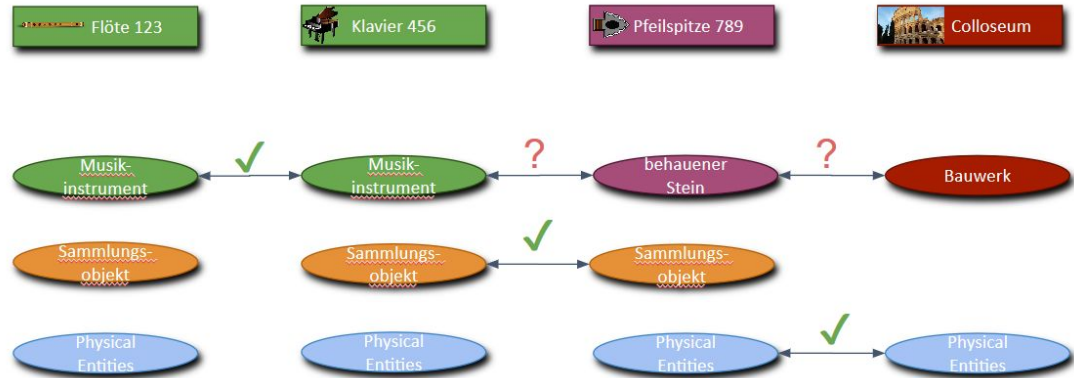 Flöte 123
Klavier 456
Pfeilspitze 789
Colloseum
?
?
Musik-
instrument
Musik-
instrument
behauener
Stein
Bauwerk
Sammlungs-
objekt
Sammlungs-
objekt
Sammlungs-
objekt
Physical
Entities
Physical
Entities
Physical
Entities
Physical
Entities